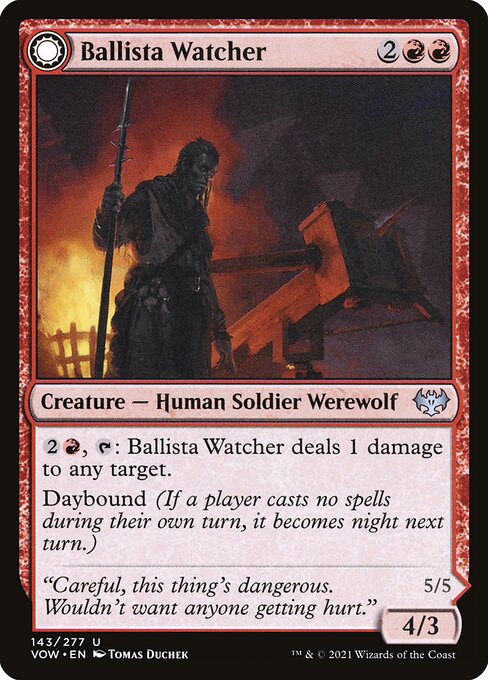 Ballista Watcher 2
Creature — Human Soldier Werewolf
2, : Ballista Watcher deals 1 damage
to any target.
Daybound (If a player casts no spells
during their own turn, it becomes night next
turn.)
“Careful, this thing’s dangerous.
Wouldn’t want anyone getting hurt.”
5/5
4/3
143/277 U
VOW • EN Tomas Duchek
™ & © 2021 Wizards of the Coast